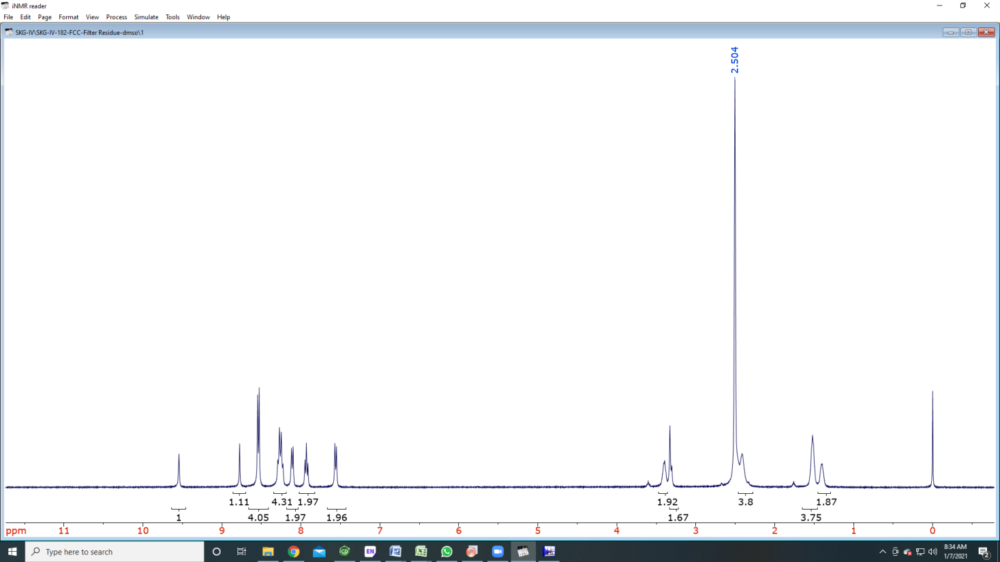 iNMR reader
File Edit Page Format View Process Simulate Tools Window Help
SKG-IV\SKG-IV-182-FCC-Filter Residue-dmso\1
2.504
1.11 4.31 1.97 1.92 3.8 1.87
1 4.05 1.97 1.96 1.67 3.75
ppm 11 10 9 8 7 6 5 4 3 2 1 0
Type here to search
EN
8:34 AM
1/7/2021
2